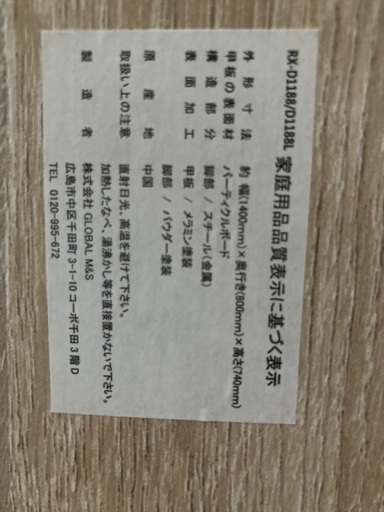 RX-D1188/D1188L 家庭用品品質表示に基づく表示
外形寸法 約 幅(1400mm)×奥行き(800mm)×高さ(740mm)
甲板の表面材 パーティクルボード
構造部分 脚部 / スチール(金属)
表面加工 甲板 / メラミン塗装
脚部 / パウダー塗装
原産地 中国
取扱い上の注意 直射日光、高温を避けて下さい。
加熱したなべ、湯沸かし等を直接置かないで下さい。
製造者 株式会社 GLOBAL M&S
広島市中区千田町3-1-10コーポ千田3階D
TEL 0120-995-672